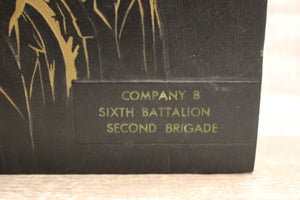 COMPANY B
SIXTH BATTALION
SECOND BRIGADE